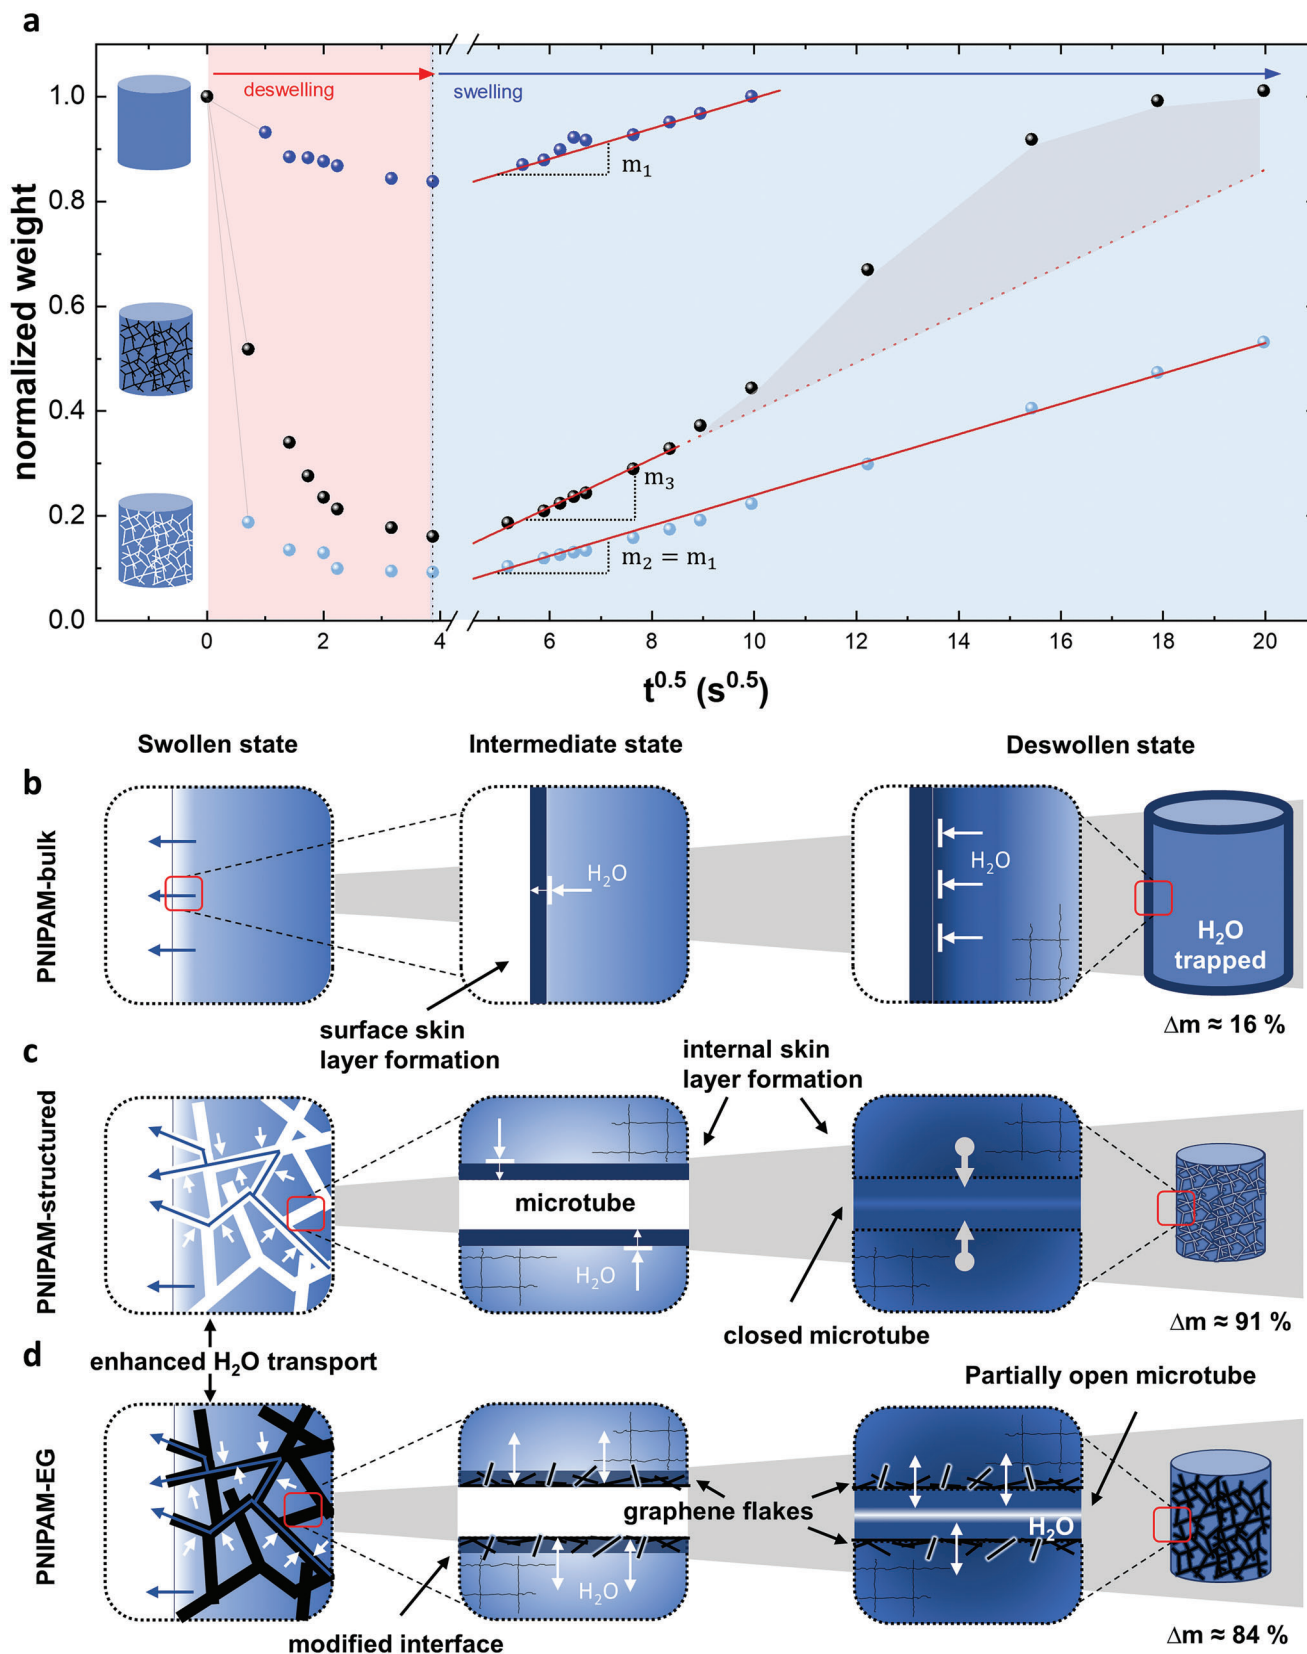 a
deswelling
swelling
normalized weight
1.0
0.8
0.6
0.4
0.2
0.0
m₁
m₃
m₂ = m₁
0 2 4 6 8 10 12 14 16 18 20
t⁰·⁵ (s⁰·⁵)
Swollen state Intermediate state Deswollen state
b
PNIPAM-bulk
H₂O
H₂O
H₂O
trapped
Δm ≈ 16 %
surface skin
layer formation
c
internal skin
layer formation
PNIPAM-structured
microtube
H₂O
closed microtube
Δm ≈ 91 %
enhanced H₂O transport
d
Partially open microtube
PNIPAM-EG
graphene flakes
H₂O
H₂O
modified interface
Δm ≈ 84 %